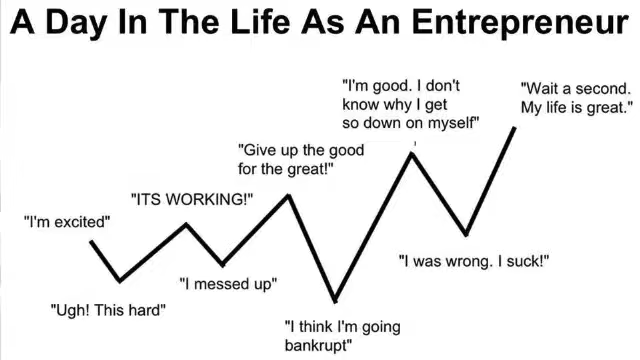 A Day In The Life As An Entrepreneur
"I'm good. I don't
know why I get
so down on myself"
"Wait a second.
My life is great."
"Give up the good
for the great!"
"ITS WORKING!"
"I'm excited"
"I was wrong. I suck!"
"I messed up"
"Ugh! This hard"
"I think I'm going
bankrupt"